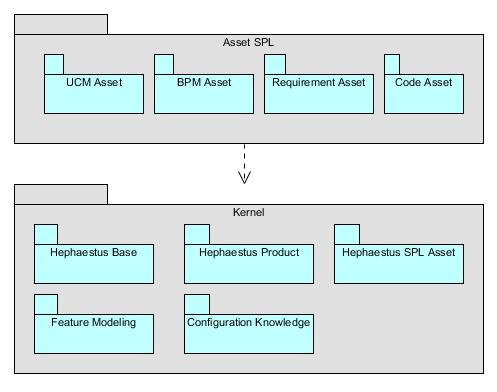 Asset SPL
UCM Asset
BPM Asset
Requirement Asset
Code Asset
Kernel
Hephaestus Base
Hephaestus Product
Hephaestus SPL Asset
Feature Modeling
Configuration Knowledge